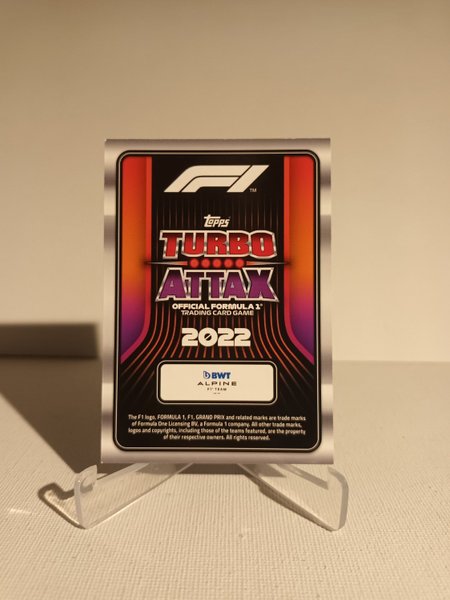 F1
TM
Topps
TURBO
ATTAX
OFFICIAL FORMULA 1®
TRADING CARD GAME
2022
BWT
ALPINE
F1® TEAM
The F1 logo, FORMULA 1, F1, GRAND PRIX and related marks are trade marks
of Formula One Licensing BV, a Formula 1 company. All other trade marks,
logos and copyrights, including those of the teams featured, are the property
of their respective owners. All rights reserved.